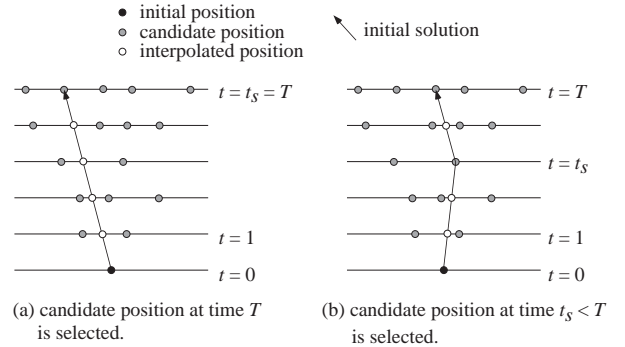 initial position
candidate position
interpolated position
initial solution
t = t_s = T
t = 1
t = 0
(a) candidate position at time T
is selected.
t = T
t = t_s
t = 1
t = 0
(b) candidate position at time t_s < T
is selected.